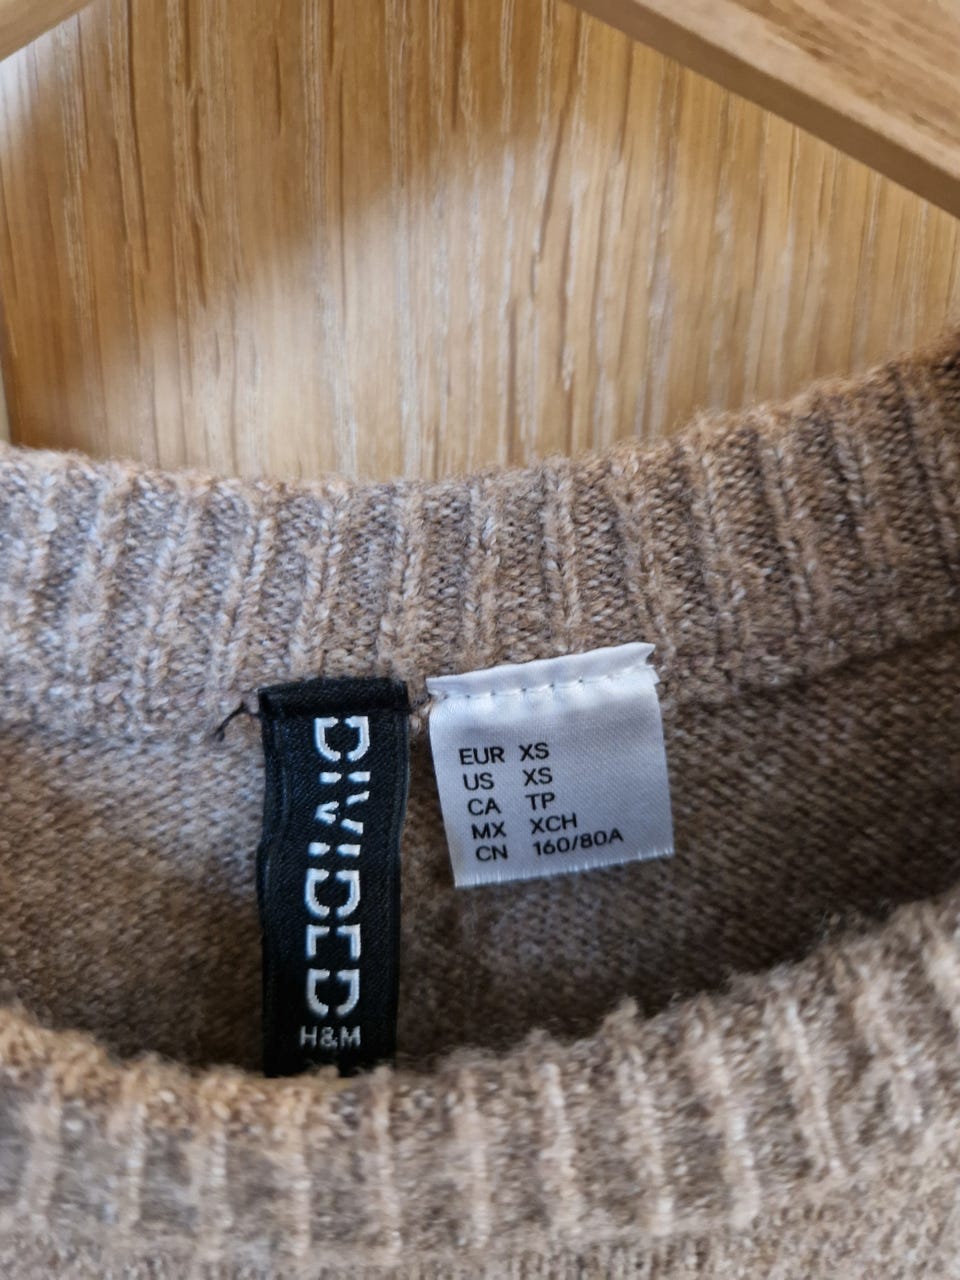 DIVIDED
H&M
EUR XS
US XS
CA TP
MX XCH
CN 160/80A